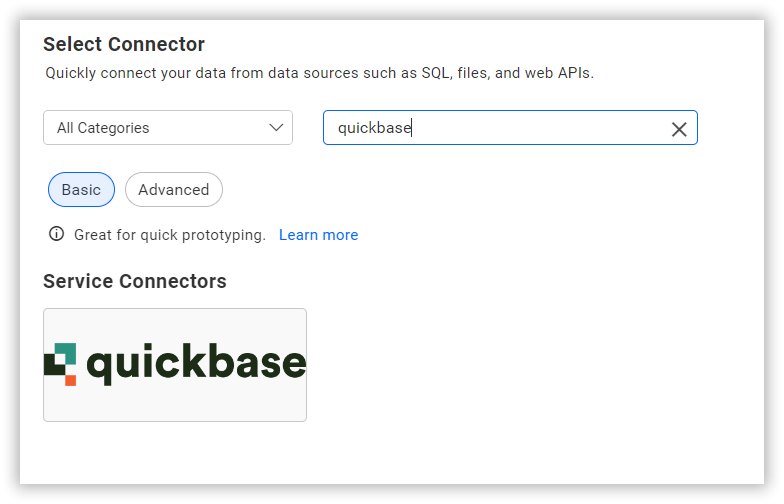 Select Connector
Quickly connect your data from data sources such as SQL, files, and web APIs.
All Categories
quickbase
Basic
Advanced
Great for quick prototyping. Learn more
Service Connectors
quickbase